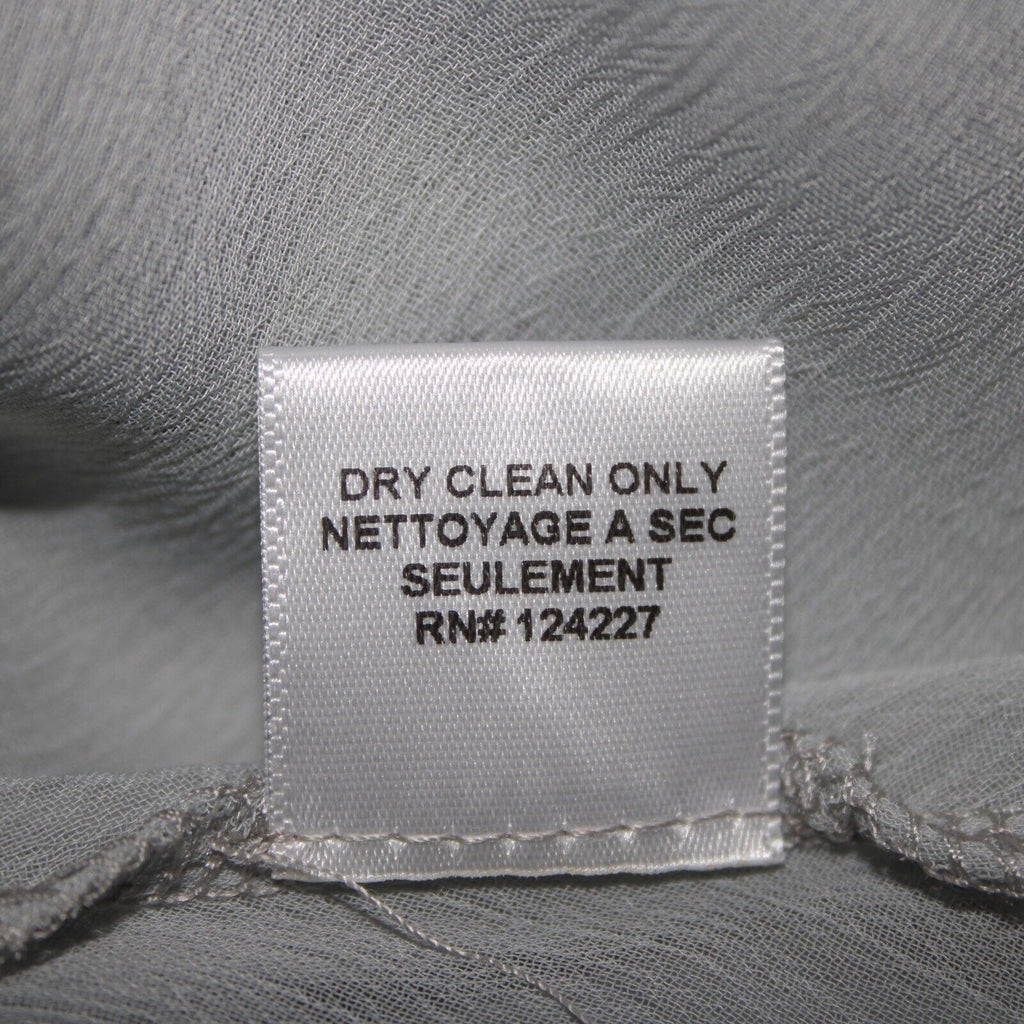 DRY CLEAN ONLY
NETTOYAGE A SEC
SEULEMENT
RN# 124227